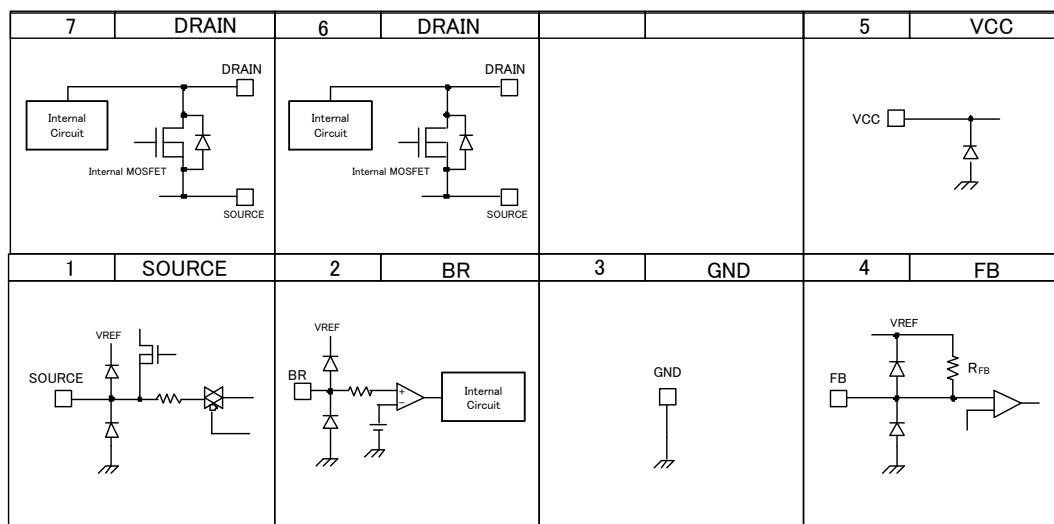 7 DRAIN 6 DRAIN 5 VCC
DRAIN
Internal
Circuit
Internal MOSFET
SOURCE
DRAIN
Internal
Circuit
Internal MOSFET
SOURCE
VCC
1 SOURCE 2 BR 3 GND 4 FB
VREF
SOURCE
VREF
BR
+
−
Internal
Circuit
GND
VREF
RFB
FB